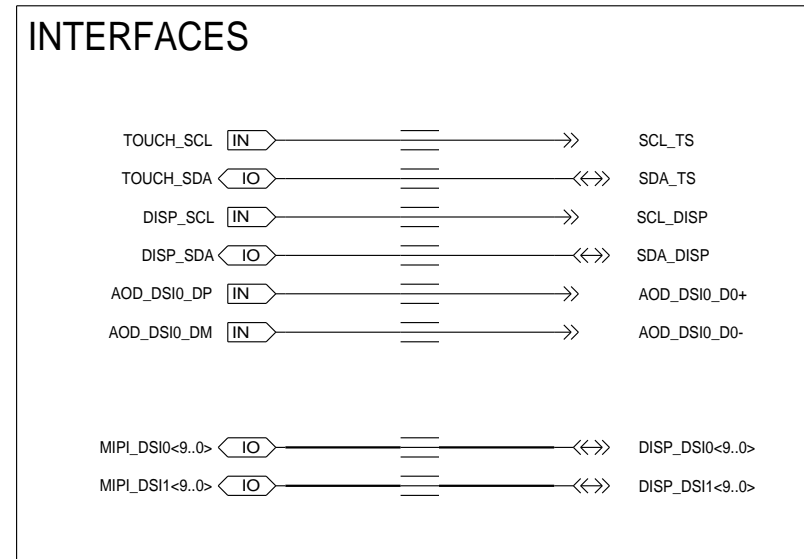 INTERFACES
TOUCH_SCL IN SCL_TS
TOUCH_SDA IO SDA_TS
DISP_SCL IN SCL_DISP
DISP_SDA IO SDA_DISP
AOD_DSI0_DP IN AOD_DSI0_D0+
AOD_DSI0_DM IN AOD_DSI0_D0-
MIPI_DSI0<9..0> IO DISP_DSI0<9..0>
MIPI_DSI1<9..0> IO DISP_DSI1<9..0>